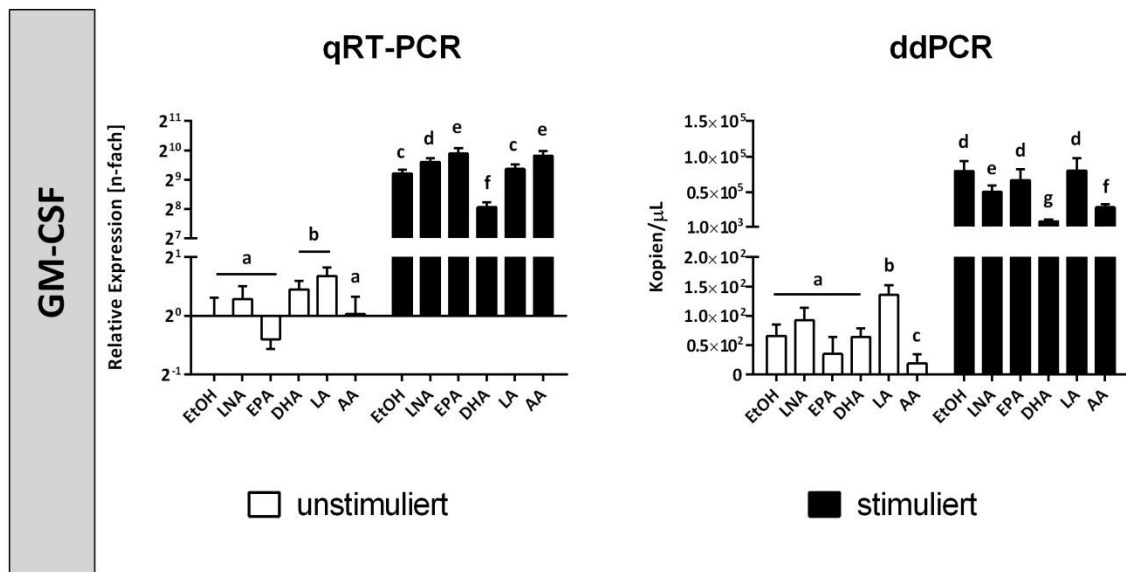 GM-CSF
qRT-PCR
Relative Expression [n-fach]
2¹¹
2¹⁰
2⁹
2⁸
2⁷
2¹
2⁰
2⁻¹
a
b
a
c
d
e
f
c
e
EtOH
LNA
EPA
DHA
LA
AA
EtOH
LNA
EPA
DHA
LA
AA
ddPCR
Kopien/µL
1.5×10⁵
1.0×10⁵
0.5×10⁵
1.0×10³
2.0×10²
1.5×10²
1.0×10²
0.5×10²
0
a
b
c
d
e
d
g
d
f
EtOH
LNA
EPA
DHA
LA
AA
EtOH
LNA
EPA
DHA
LA
AA
unstimuliert
stimuliert